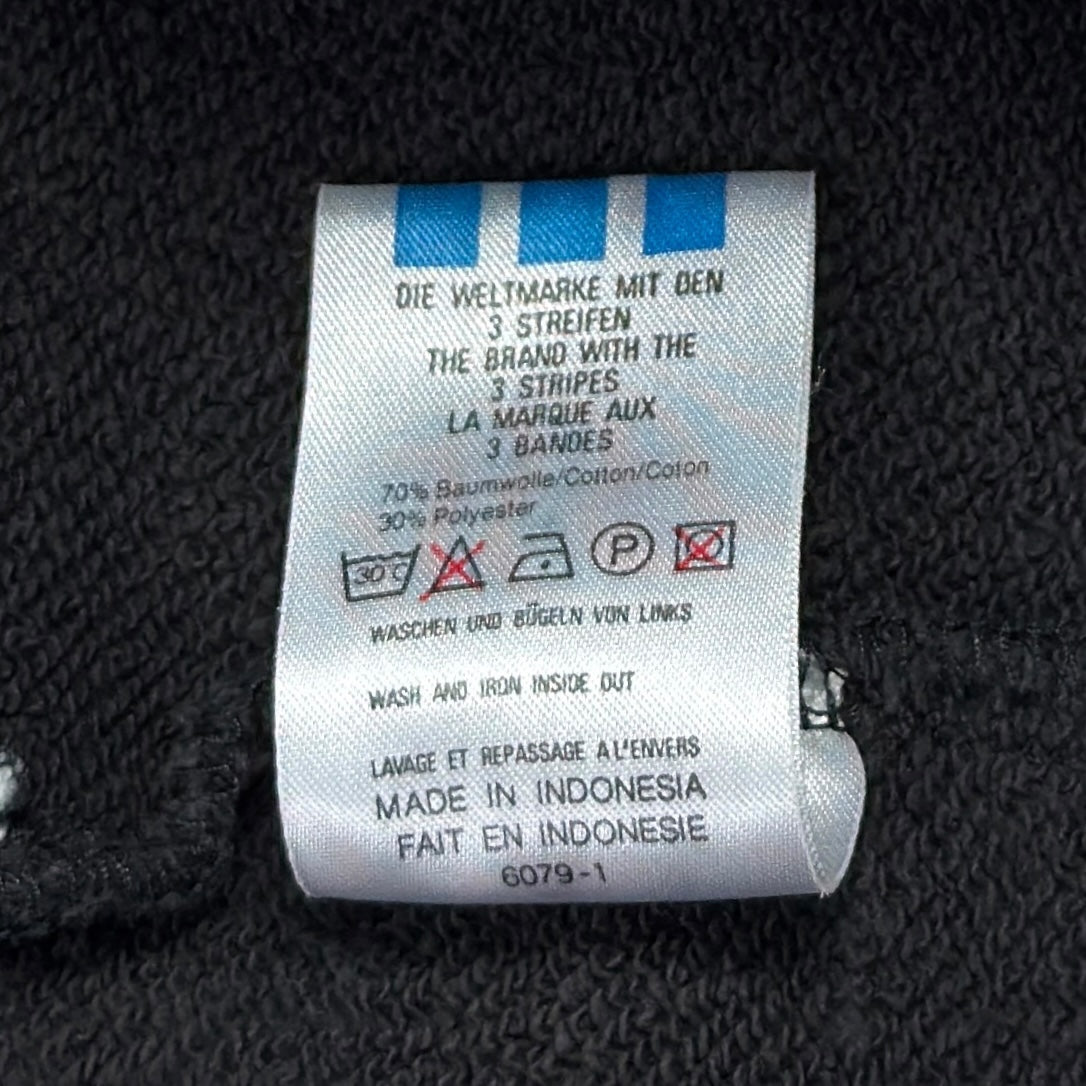 DIE WELTMARKE MIT DEN
3 STREIFEN
THE BRAND WITH THE
3 STRIPES
LA MARQUE AUX
3 BANDES
70% Baumwolle/Cotton/Coton
30% Polyester
30°C P
WASCHEN UND BÜGELN VON LINKS
WASH AND IRON INSIDE OUT
LAVAGE ET REPASSAGE A L'ENVERS
MADE IN INDONESIA
FAIT EN INDONESIE
6079-1